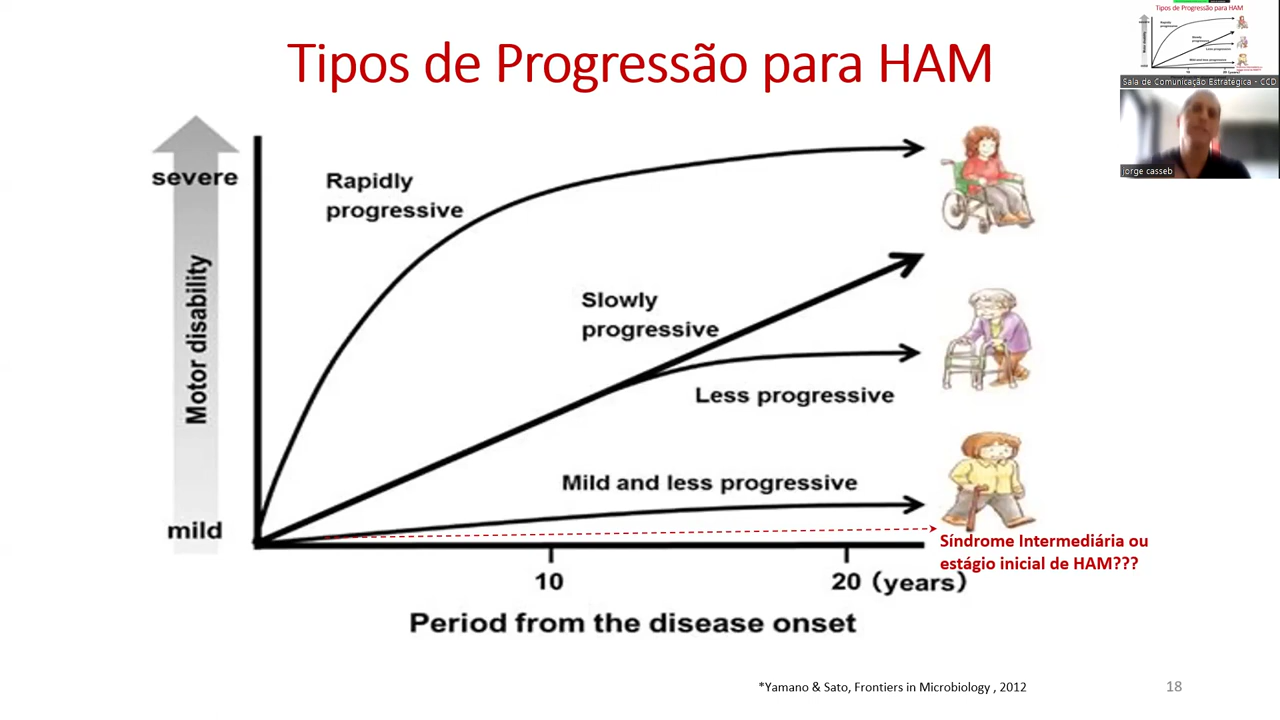 Tipos de Progressão para HAM
severe
Motor disability
mild
Rapidly
progressive
Slowly
progressive
Less progressive
Mild and less progressive
Síndrome Intermediária ou
estágio inicial de HAM???
10
20 (years)
Period from the disease onset
*Yamano & Sato, Frontiers in Microbiology , 2012
18
Tipos de Progressão para HAM
Sala de Comunicação Estratégica - CCD
jorge casseb